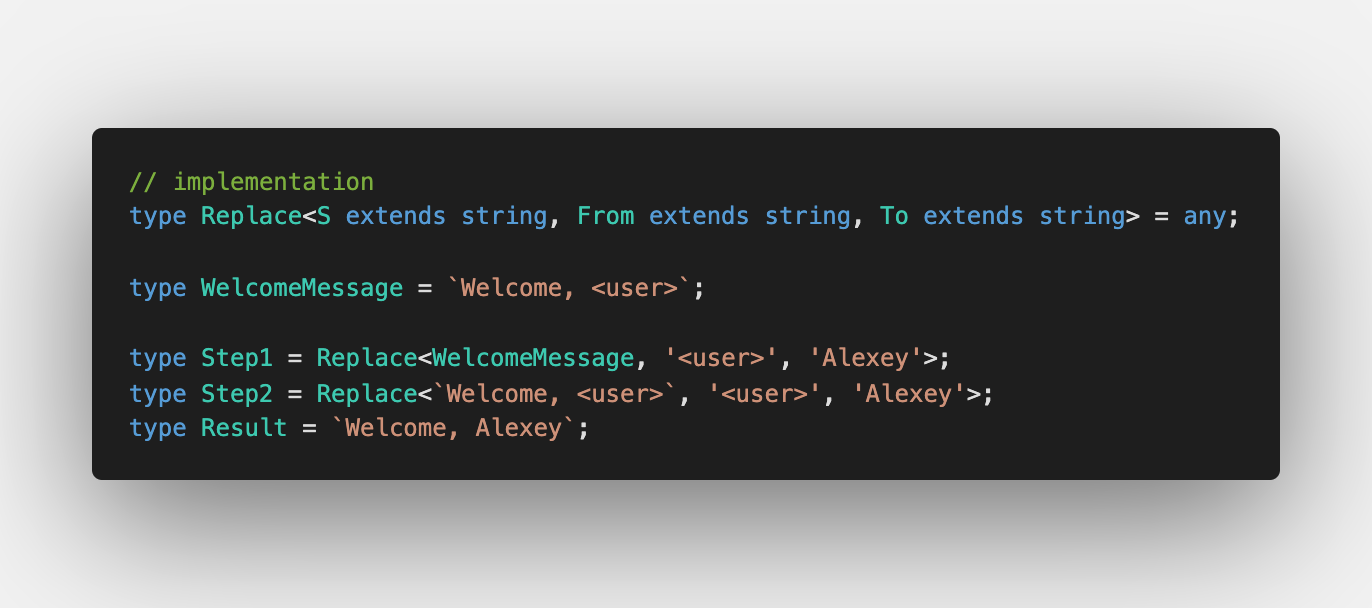 // implementation
type Replace<S extends string, From extends string, To extends string> = any;
type WelcomeMessage = `Welcome, <user>`;
type Step1 = Replace<WelcomeMessage, '<user>', 'Alexey'>;
type Step2 = Replace<`Welcome, <user>`, '<user>', 'Alexey'>;
type Result = `Welcome, Alexey`;